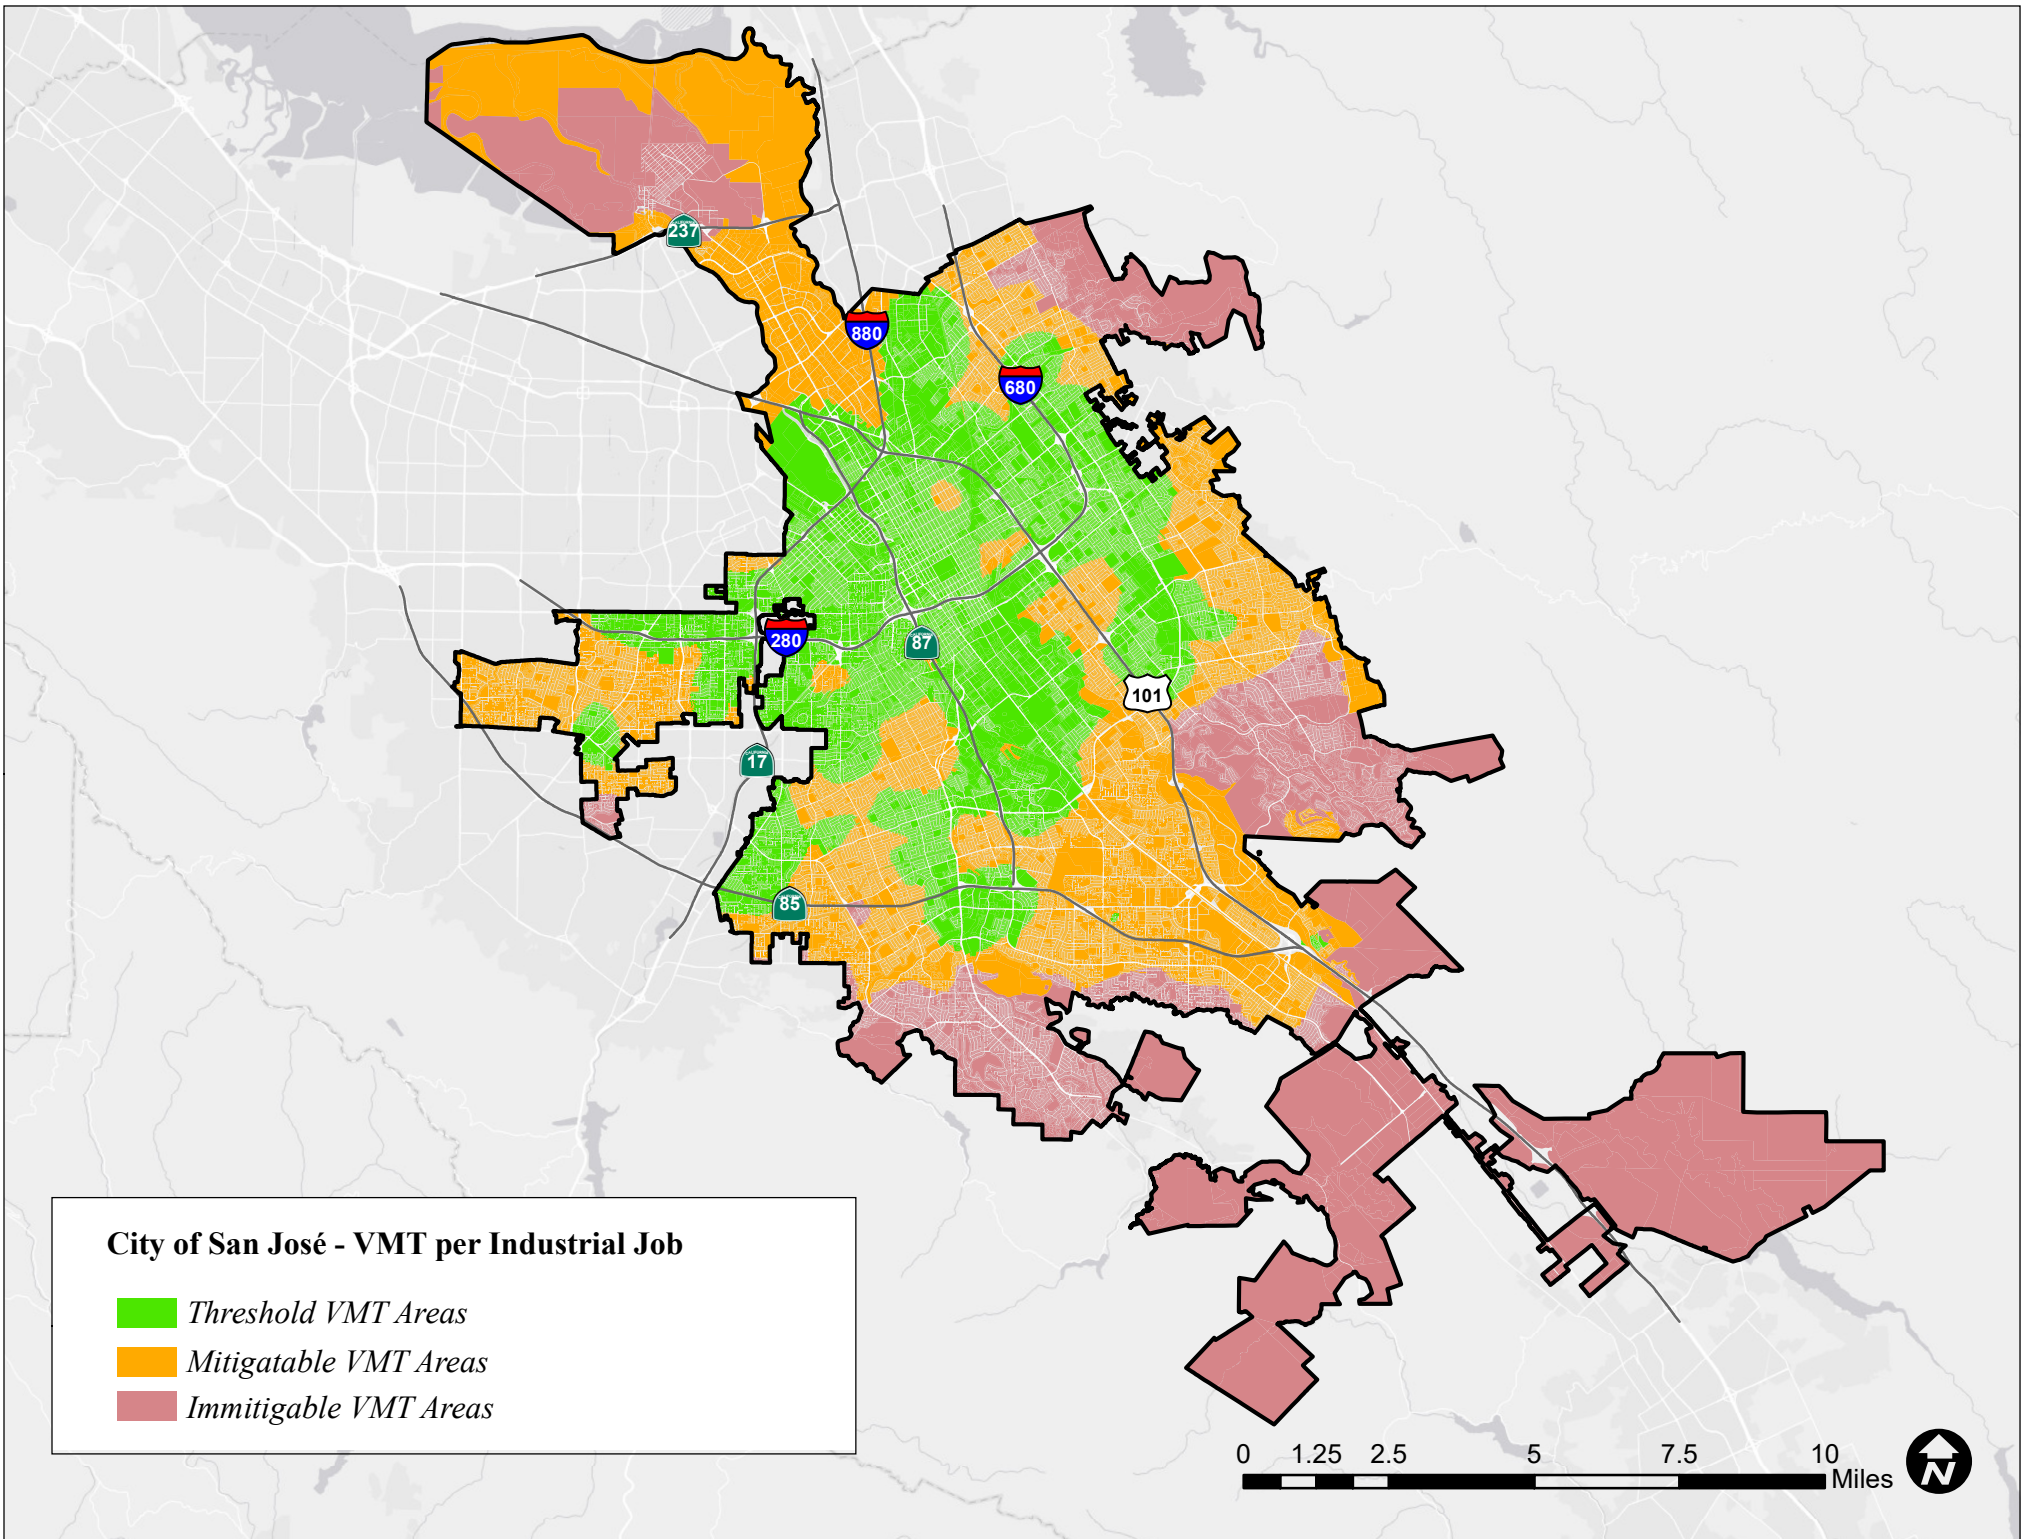 237
880
680
280
87
101
17
85
City of San José - VMT per Industrial Job
Threshold VMT Areas
Mitigatable VMT Areas
Immitigable VMT Areas
0 1.25 2.5 5 7.5 10
Miles
N